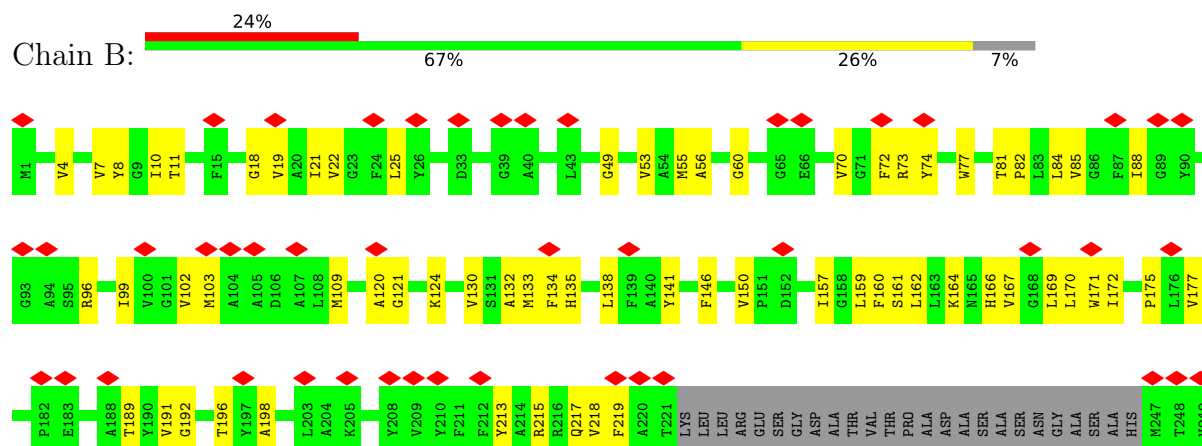 24%
Chain B:
67% 26% 7%
M1 V4 V7 Y8 G9 I10 T11 F15 G18 V19 A20 I21 V22 G23 F24 L25 Y26 D33 G39 A40 L43 G49 V53 A54 M55 A56 G60 G65 E66 V70 G71 F72 R73 Y74 W77 T81 P82 L83 L84 V85 G86 F87 I88 G89 Y90
G93 A94 S95 R96 I99 V100 G101 V102 M103 A104 A105 D106 A107 L108 M109 A120 G121 K124 V130 S131 A132 M133 F134 H135 L138 F139 A140 Y141 F146 V150 P151 D152 I157 G158 L159 F160 S161 L162 L163 K164 N165 H166 V167 G168 L169 L170 W171 I172 P175 L176 V177
P182 E183 A188 T189 Y190 V191 G192 T196 Y197 A198 L203 A204 K205 Y208 V209 Y210 F211 F212 Y213 A214 R215 R216 Q217 V218 F219 A220 T221 LYS LEU LEU ARG GLU SER GLY ASP ALA THR VAL THR PRO ALA ASP ALA SER ALA SER ASN GLY ALA SER ALA HIS M247 T248